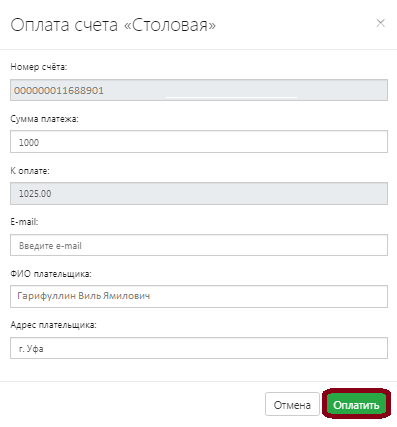 Оплата счета «Столовая»
×
Номер счёта:
000000011688901
Сумма платежа:
1000
К оплате:
1025.00
E-mail:
Введите e-mail
ФИО плательщика:
Гарифуллин Виль Ямилович
Адрес плательщика:
г. Уфа
Отмена Оплатить